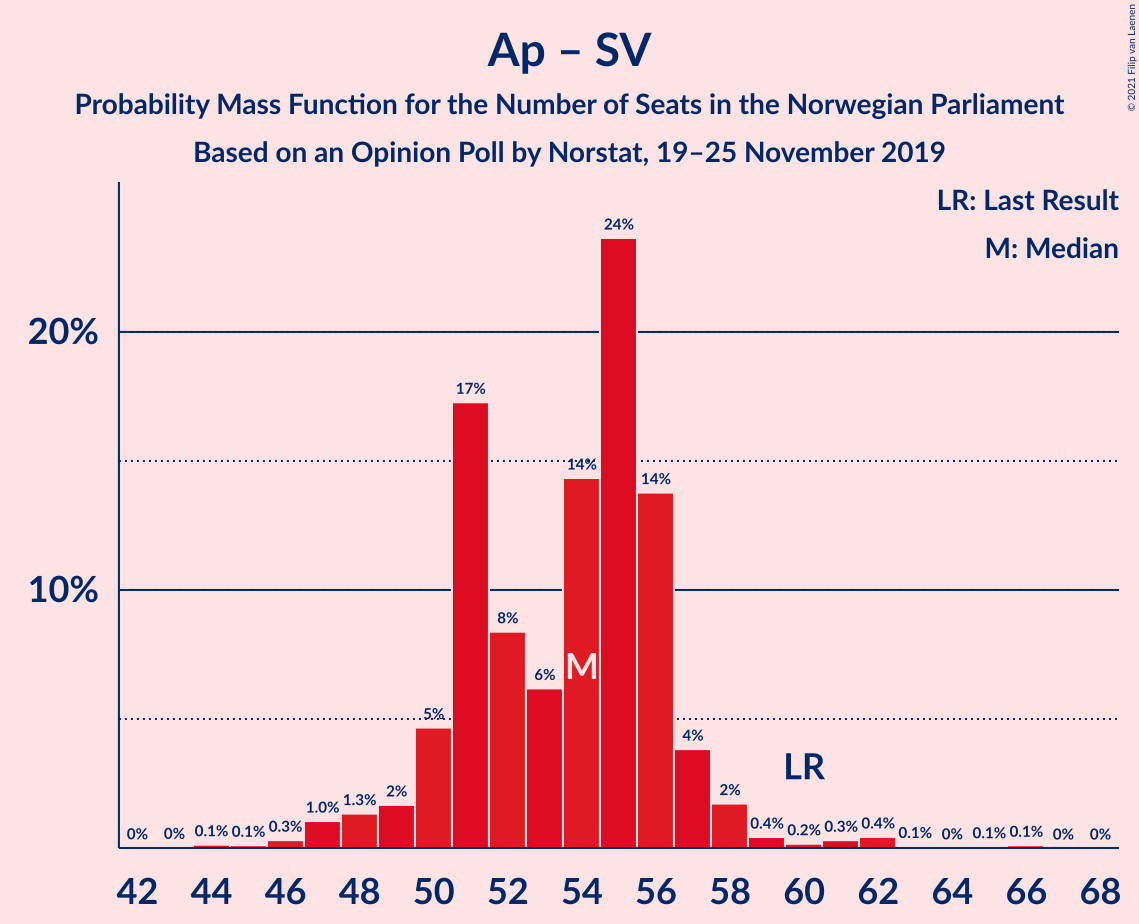 Ap – SV
Probability Mass Function for the Number of Seats in the Norwegian Parliament
Based on an Opinion Poll by Norstat, 19–25 November 2019
© 2021 Filip van Laenen
LR: Last Result
M: Median
20%
10%
0% 0% 0.1% 0.1% 0.3% 1.0% 1.3% 2% 5% 17% 8% 6% 14% 24% 14% 4% 2% 0.4% 0.2% 0.3% 0.4% 0.1% 0% 0.1% 0.1% 0% 0%
M
LR
42 44 46 48 50 52 54 56 58 60 62 64 66 68